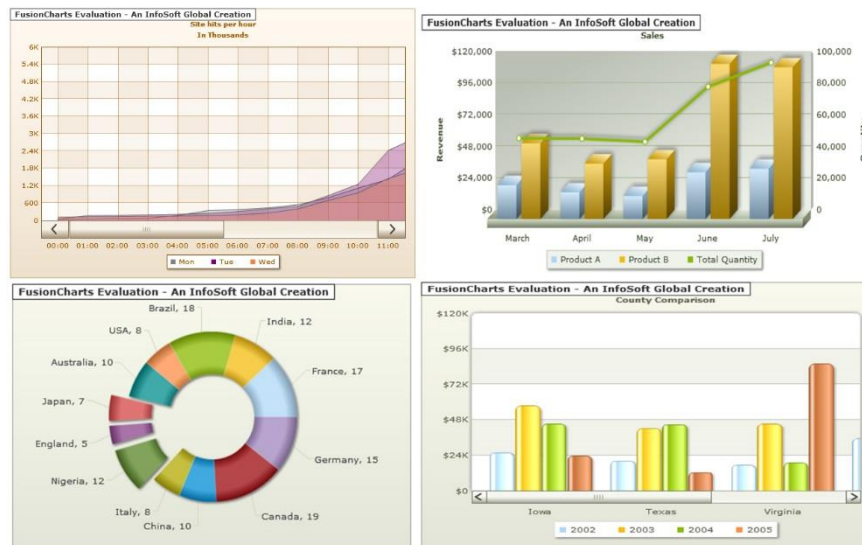 FusionCharts Evaluation - An InfoSoft Global Creation
Site hits per hour
In Thousands
6K
5.4K
4.8K
4.2K
3.6K
3K
2.4K
1.8K
1.2K
600
0
00:00 01:00 02:00 03:00 04:00 05:00 06:00 07:00 08:00 09:00 10:00 11:00
Mon Tue Wed
FusionCharts Evaluation - An InfoSoft Global Creation
Sales
Revenue
$120,000 100,000
$96,000 80,000
$72,000 60,000
$48,000 40,000
$24,000 20,000
$0 0
March April May June July
Product A Product B Total Quantity
FusionCharts Evaluation - An InfoSoft Global Creation
Brazil, 18
USA, 8
India, 12
Australia, 10
France, 17
Japan, 7
England, 5
Germany, 15
Nigeria, 12
Italy, 8
China, 10
Canada, 19
FusionCharts Evaluation - An InfoSoft Global Creation
County Comparison
$120K
$96K
$72K
$48K
$24K
$0
Iowa Texas Virginia
2002 2003 2004 2005